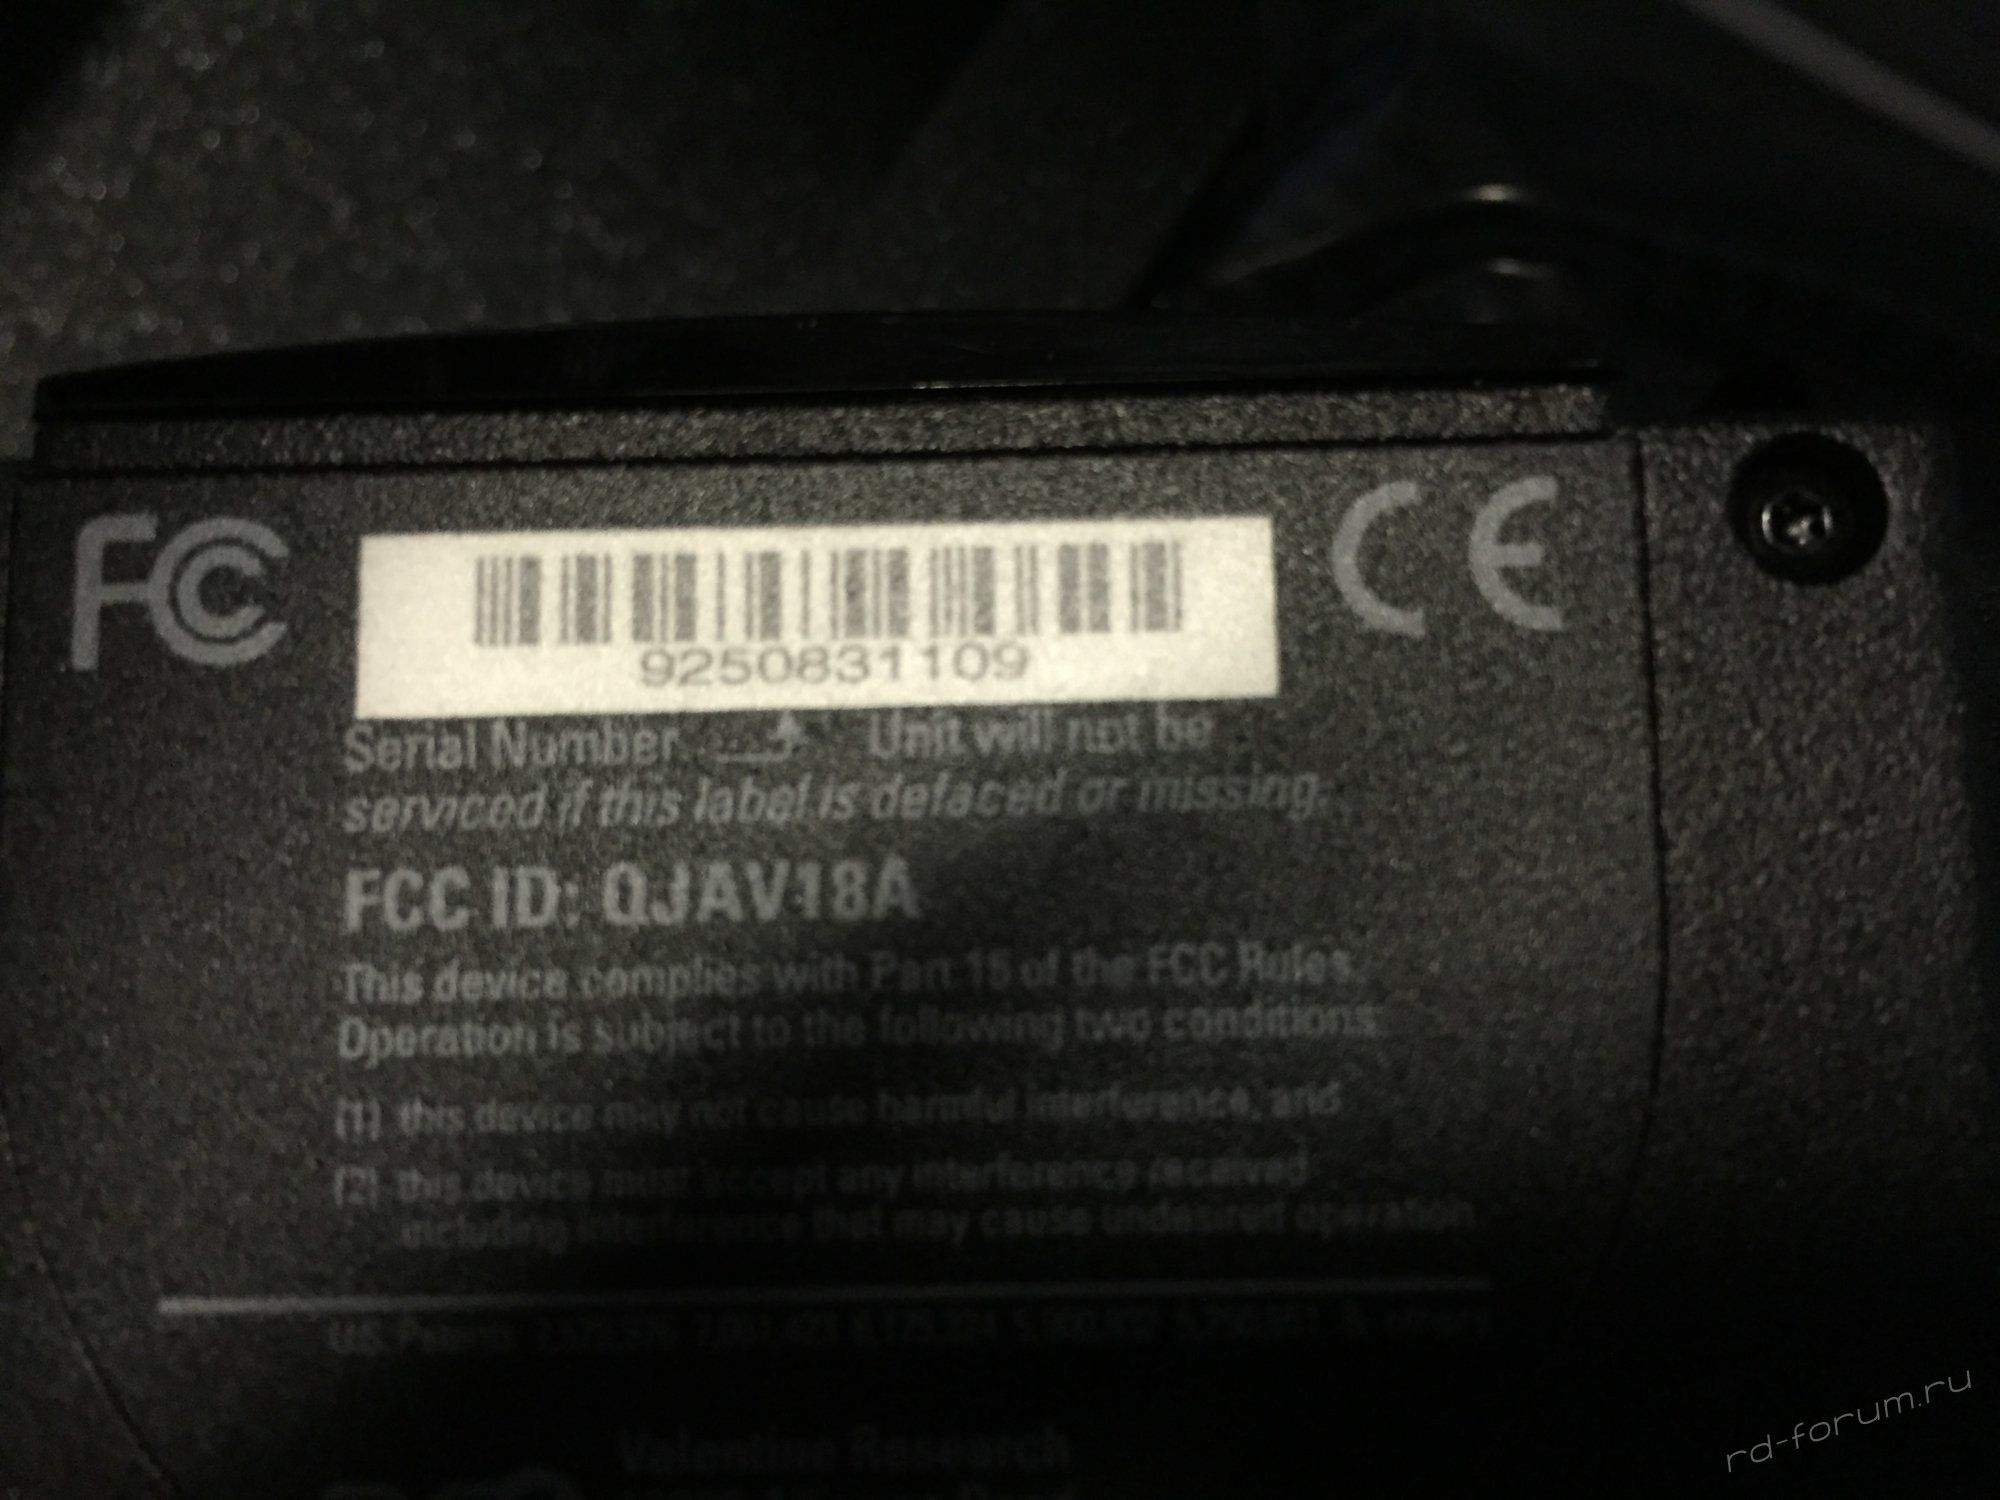 FC CE
9250831109
Serial Number Unit will not be
serviced if this label is defaced or missing.
FCC ID: QJAV18A
This device complies with Part 15 of the FCC Rules.
Operation is subject to the following two conditions:
(1) this device may not cause harmful interference, and
(2) this device must accept any interference received
including interference that may cause undesired operation.
Valentine Research
rd-forum.ru